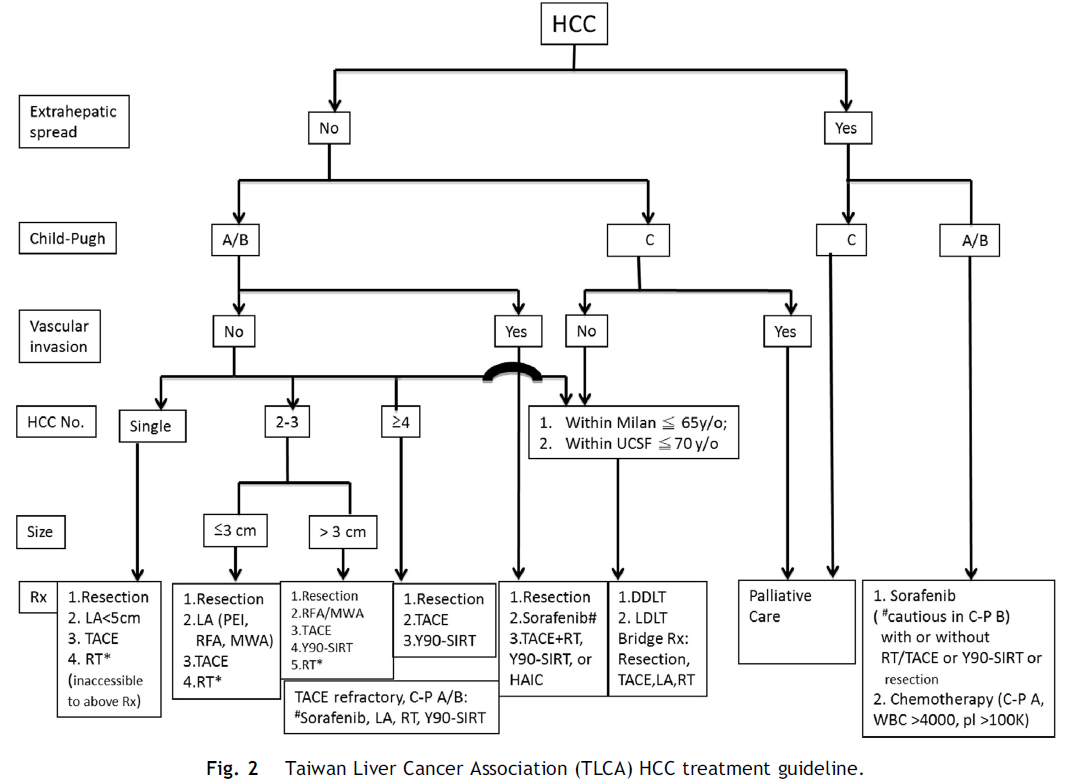 HCC
Extrahepatic
spread
No
Yes
Child-Pugh
A/B
C
C
A/B
Vascular
invasion
No
Yes
No
Yes
HCC No.
Single
2-3
≥4
1. Within Milan ≦ 65y/o;
2. Within UCSF ≦70 y/o
Size
≦3 cm
> 3 cm
Rx
1.Resection
2. LA<5cm
3. TACE
4. RT*
(inaccessible
to above Rx)
1.Resection
2.LA (PEI,
RFA, MWA)
3.TACE
4.RT*
1.Resection
2.RFA/MWA
3.TACE
4.Y90-SIRT
5.RT*
1.Resection
2.TACE
3.Y90-SIRT
TACE refractory, C-P A/B:
#Sorafenib, LA, RT, Y90-SIRT
1.Resection
2.Sorafenib#
3.TACE+RT,
Y90-SIRT, or
HAIC
1.DDLT
2. LDLT
Bridge Rx:
Resection,
TACE,LA,RT
Palliative
Care
1. Sorafenib
( #cautious in C-P B)
with or without
RT/TACE or Y90-SIRT or
resection
2. Chemotherapy (C-P A,
WBC >4000, pl >100K)
Fig. 2 Taiwan Liver Cancer Association (TLCA) HCC treatment guideline.